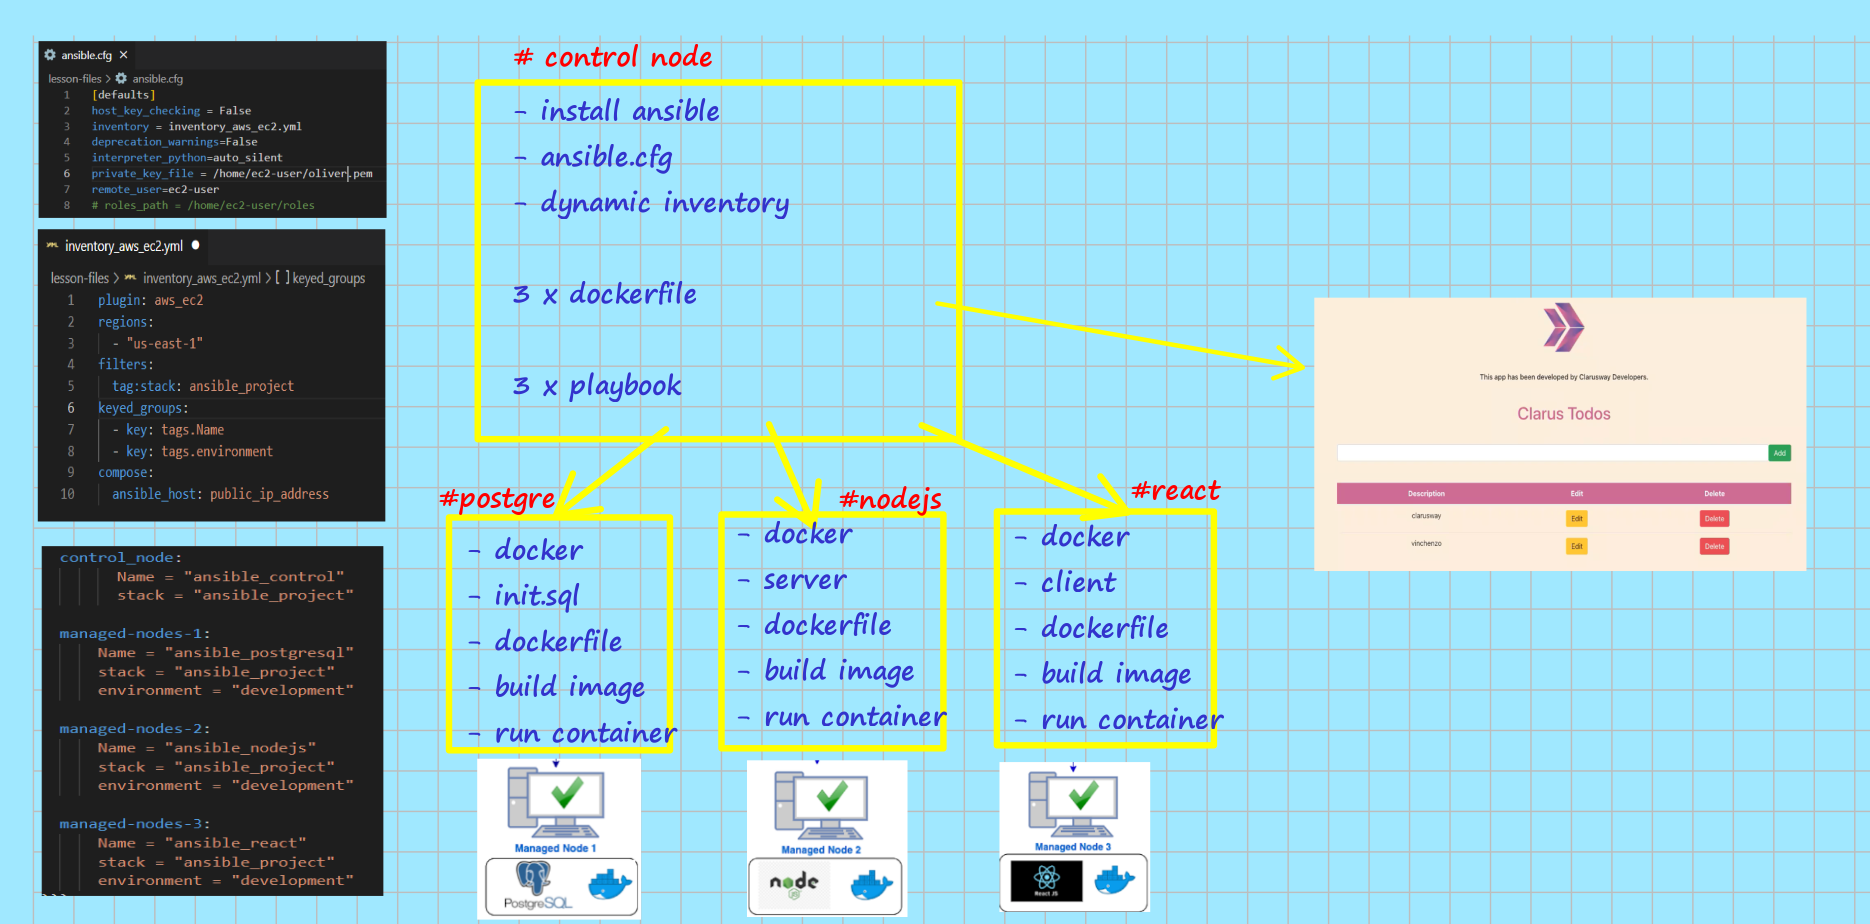 ansible.cfg ×
lesson-files > ansible.cfg
1 [defaults]
2 host_key_checking = False
3 inventory = inventory_aws_ec2.yml
4 deprecation_warnings=False
5 interpreter_python=auto_silent
6 private_key_file = /home/ec2-user/oliver.pem
7 remote_user=ec2-user
8 # roles_path = /home/ec2-user/roles
inventory_aws_ec2.yml ●
lesson-files > inventory_aws_ec2.yml > [ ] keyed_groups
1 plugin: aws_ec2
2 regions:
3 - "us-east-1"
4 filters:
5 tag:stack: ansible_project
6 keyed_groups:
7 - key: tags.Name
8 - key: tags.environment
9 compose:
10 ansible_host: public_ip_address
control_node:
Name = "ansible_control"
stack = "ansible_project"
managed-nodes-1:
Name = "ansible_postgresql"
stack = "ansible_project"
environment = "development"
managed-nodes-2:
Name = "ansible_nodejs"
stack = "ansible_project"
environment = "development"
managed-nodes-3:
Name = "ansible_react"
stack = "ansible_project"
environment = "development"
# control node
- install ansible
- ansible.cfg
- dynamic inventory
3 x dockerfile
3 x playbook
#postgre
- docker
- init.sql
- dockerfile
- build image
- run container
Managed Node 1
PostgreSQL
#nodejs
- docker
- server
- dockerfile
- build image
- run container
Managed Node 2
node
JS
#react
- docker
- client
- dockerfile
- build image
- run container
Managed Node 3
React JS
This app has been developed by Clarusway Developers.
Clarus Todos
Add
Description Edit Delete
clarusway Edit Delete
vinchenzo Edit Delete